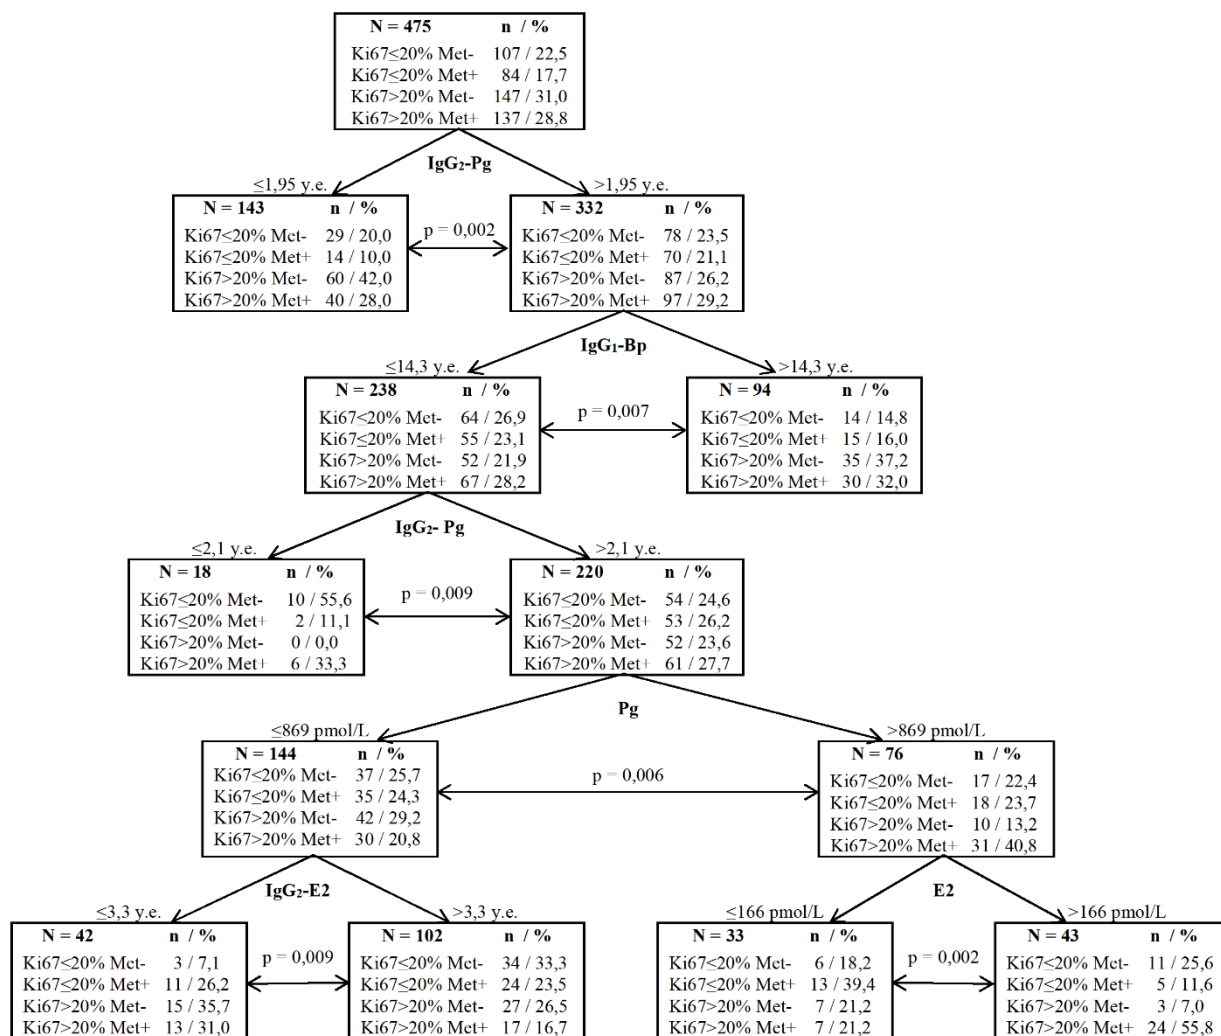 N = 475 n / %
Ki67≤20% Met- 107 / 22,5
Ki67≤20% Met+ 84 / 17,7
Ki67>20% Met- 147 / 31,0
Ki67>20% Met+ 137 / 28,8
IgG₂-Pg
≤1,95 y.e.
>1,95 y.e.
N = 143 n / %
Ki67≤20% Met- 29 / 20,0
Ki67≤20% Met+ 14 / 10,0
Ki67>20% Met- 60 / 42,0
Ki67>20% Met+ 40 / 28,0
p = 0,002
N = 332 n / %
Ki67≤20% Met- 78 / 23,5
Ki67≤20% Met+ 70 / 21,1
Ki67>20% Met- 87 / 26,2
Ki67>20% Met+ 97 / 29,2
IgG₁-Bp
≤14,3 y.e.
>14,3 y.e.
N = 238 n / %
Ki67≤20% Met- 64 / 26,9
Ki67≤20% Met+ 55 / 23,1
Ki67>20% Met- 52 / 21,9
Ki67>20% Met+ 67 / 28,2
p = 0,007
N = 94 n / %
Ki67≤20% Met- 14 / 14,8
Ki67≤20% Met+ 15 / 16,0
Ki67>20% Met- 35 / 37,2
Ki67>20% Met+ 30 / 32,0
IgG₂- Pg
≤2,1 y.e.
>2,1 y.e.
N = 18 n / %
Ki67≤20% Met- 10 / 55,6
Ki67≤20% Met+ 2 / 11,1
Ki67>20% Met- 0 / 0,0
Ki67>20% Met+ 6 / 33,3
p = 0,009
N = 220 n / %
Ki67≤20% Met- 54 / 24,6
Ki67≤20% Met+ 53 / 26,2
Ki67>20% Met- 52 / 23,6
Ki67>20% Met+ 61 / 27,7
Pg
≤869 pmol/L
>869 pmol/L
N = 144 n / %
Ki67≤20% Met- 37 / 25,7
Ki67≤20% Met+ 35 / 24,3
Ki67>20% Met- 42 / 29,2
Ki67>20% Met+ 30 / 20,8
p = 0,006
N = 76 n / %
Ki67≤20% Met- 17 / 22,4
Ki67≤20% Met+ 18 / 23,7
Ki67>20% Met- 10 / 13,2
Ki67>20% Met+ 31 / 40,8
IgG₂-E2
≤3,3 y.e.
>3,3 y.e.
E2
≤166 pmol/L
>166 pmol/L
N = 42 n / %
Ki67≤20% Met- 3 / 7,1
Ki67≤20% Met+ 11 / 26,2
Ki67>20% Met- 15 / 35,7
Ki67>20% Met+ 13 / 31,0
p = 0,009
N = 102 n / %
Ki67≤20% Met- 34 / 33,3
Ki67≤20% Met+ 24 / 23,5
Ki67>20% Met- 27 / 26,5
Ki67>20% Met+ 17 / 16,7
N = 33 n / %
Ki67≤20% Met- 6 / 18,2
Ki67≤20% Met+ 13 / 39,4
Ki67>20% Met- 7 / 21,2
Ki67>20% Met+ 7 / 21,2
p = 0,002
N = 43 n / %
Ki67≤20% Met- 11 / 25,6
Ki67≤20% Met+ 5 / 11,6
Ki67>20% Met- 3 / 7,0
Ki67>20% Met+ 24 / 55,8